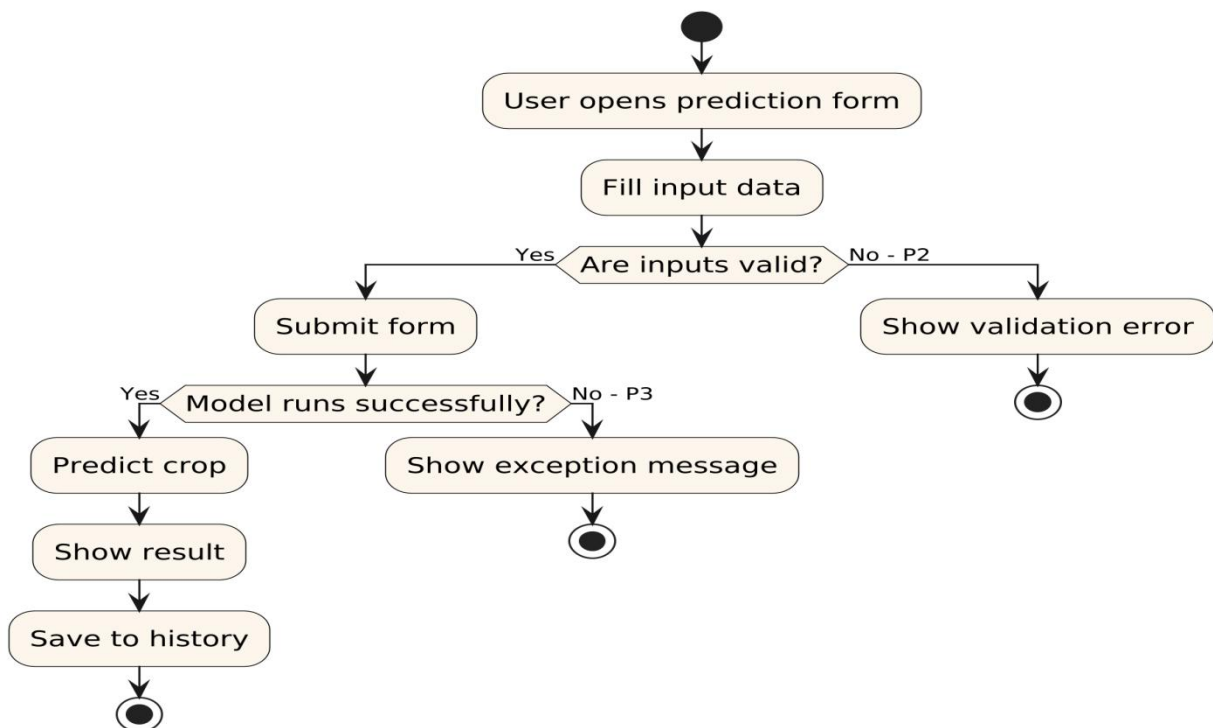 User opens prediction form
Fill input data
Yes
Are inputs valid?
No - P2
Submit form
Show validation error
Yes
Model runs successfully?
No - P3
Predict crop
Show exception message
Show result
Save to history